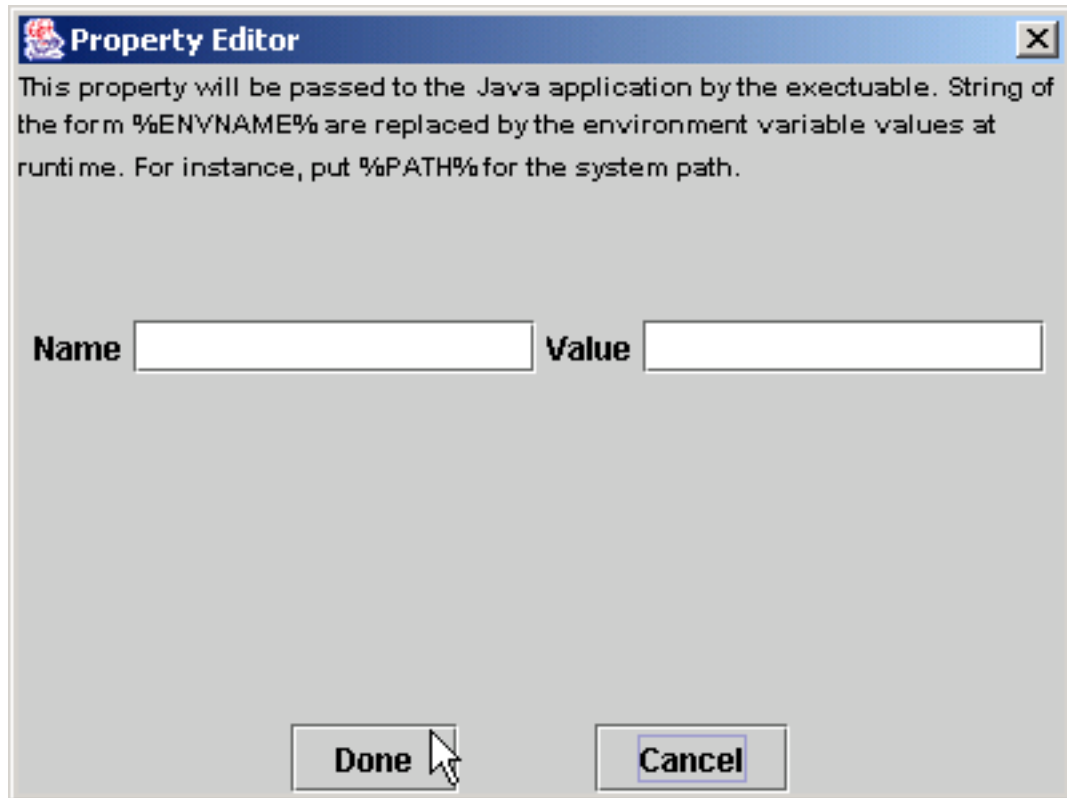 Property Editor
This property will be passed to the Java application by the exectuable. String of
the form %ENVNAME% are replaced by the environment variable values at
runtime. For instance, put %PATH% for the system path.
Name Value
Done Cancel